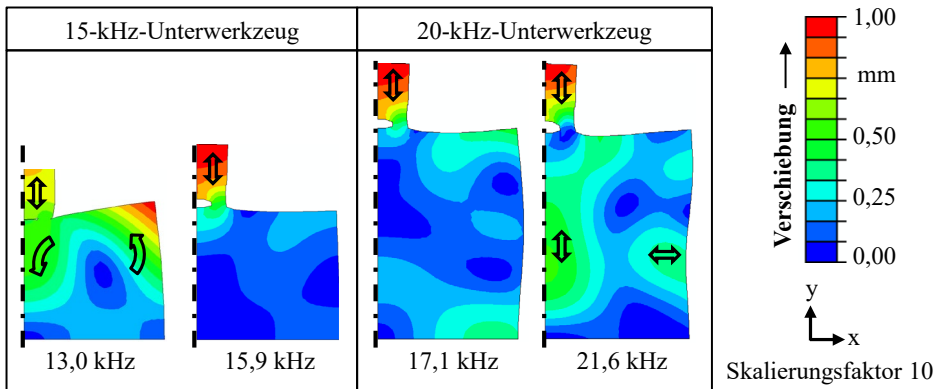 15-kHz-Unterwerkzeug
20-kHz-Unterwerkzeug
13,0 kHz
15,9 kHz
17,1 kHz
21,6 kHz
Verschiebung
1,00
mm
0,50
0,25
0,00
y
x
Skalierungsfaktor 10